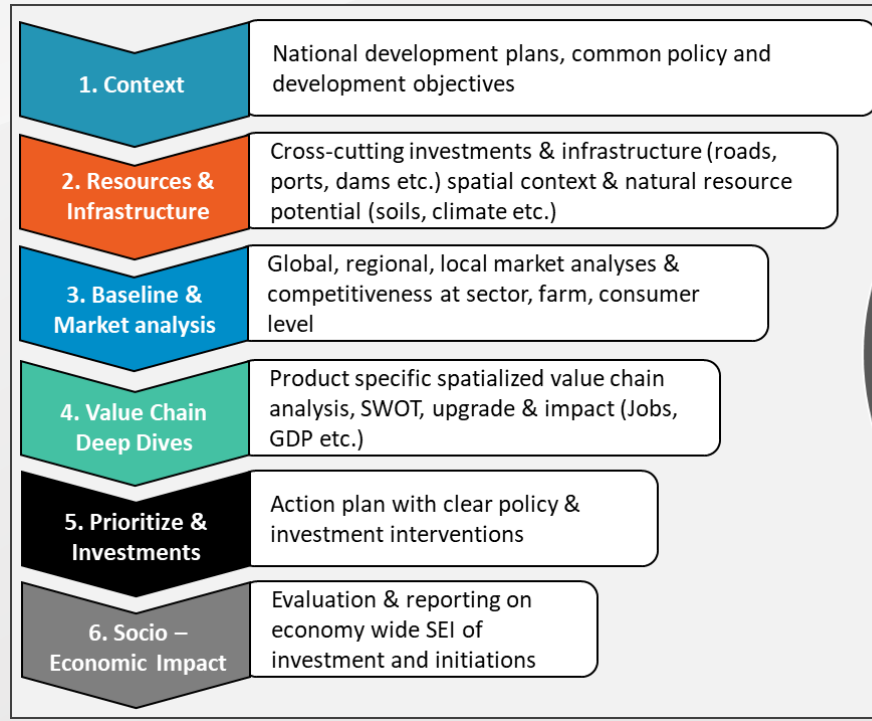 1. Context
National development plans, common policy and
development objectives
2. Resources &
Infrastructure
Cross-cutting investments & infrastructure (roads,
ports, dams etc.) spatial context & natural resource
potential (soils, climate etc.)
3. Baseline &
Market analysis
Global, regional, local market analyses &
competitiveness at sector, farm, consumer
level
4. Value Chain
Deep Dives
Product specific spatialized value chain
analysis, SWOT, upgrade & impact (Jobs,
GDP etc.)
5. Prioritize &
Investments
Action plan with clear policy &
investment interventions
6. Socio –
Economic Impact
Evaluation & reporting on
economy wide SEI of
investment and initiations